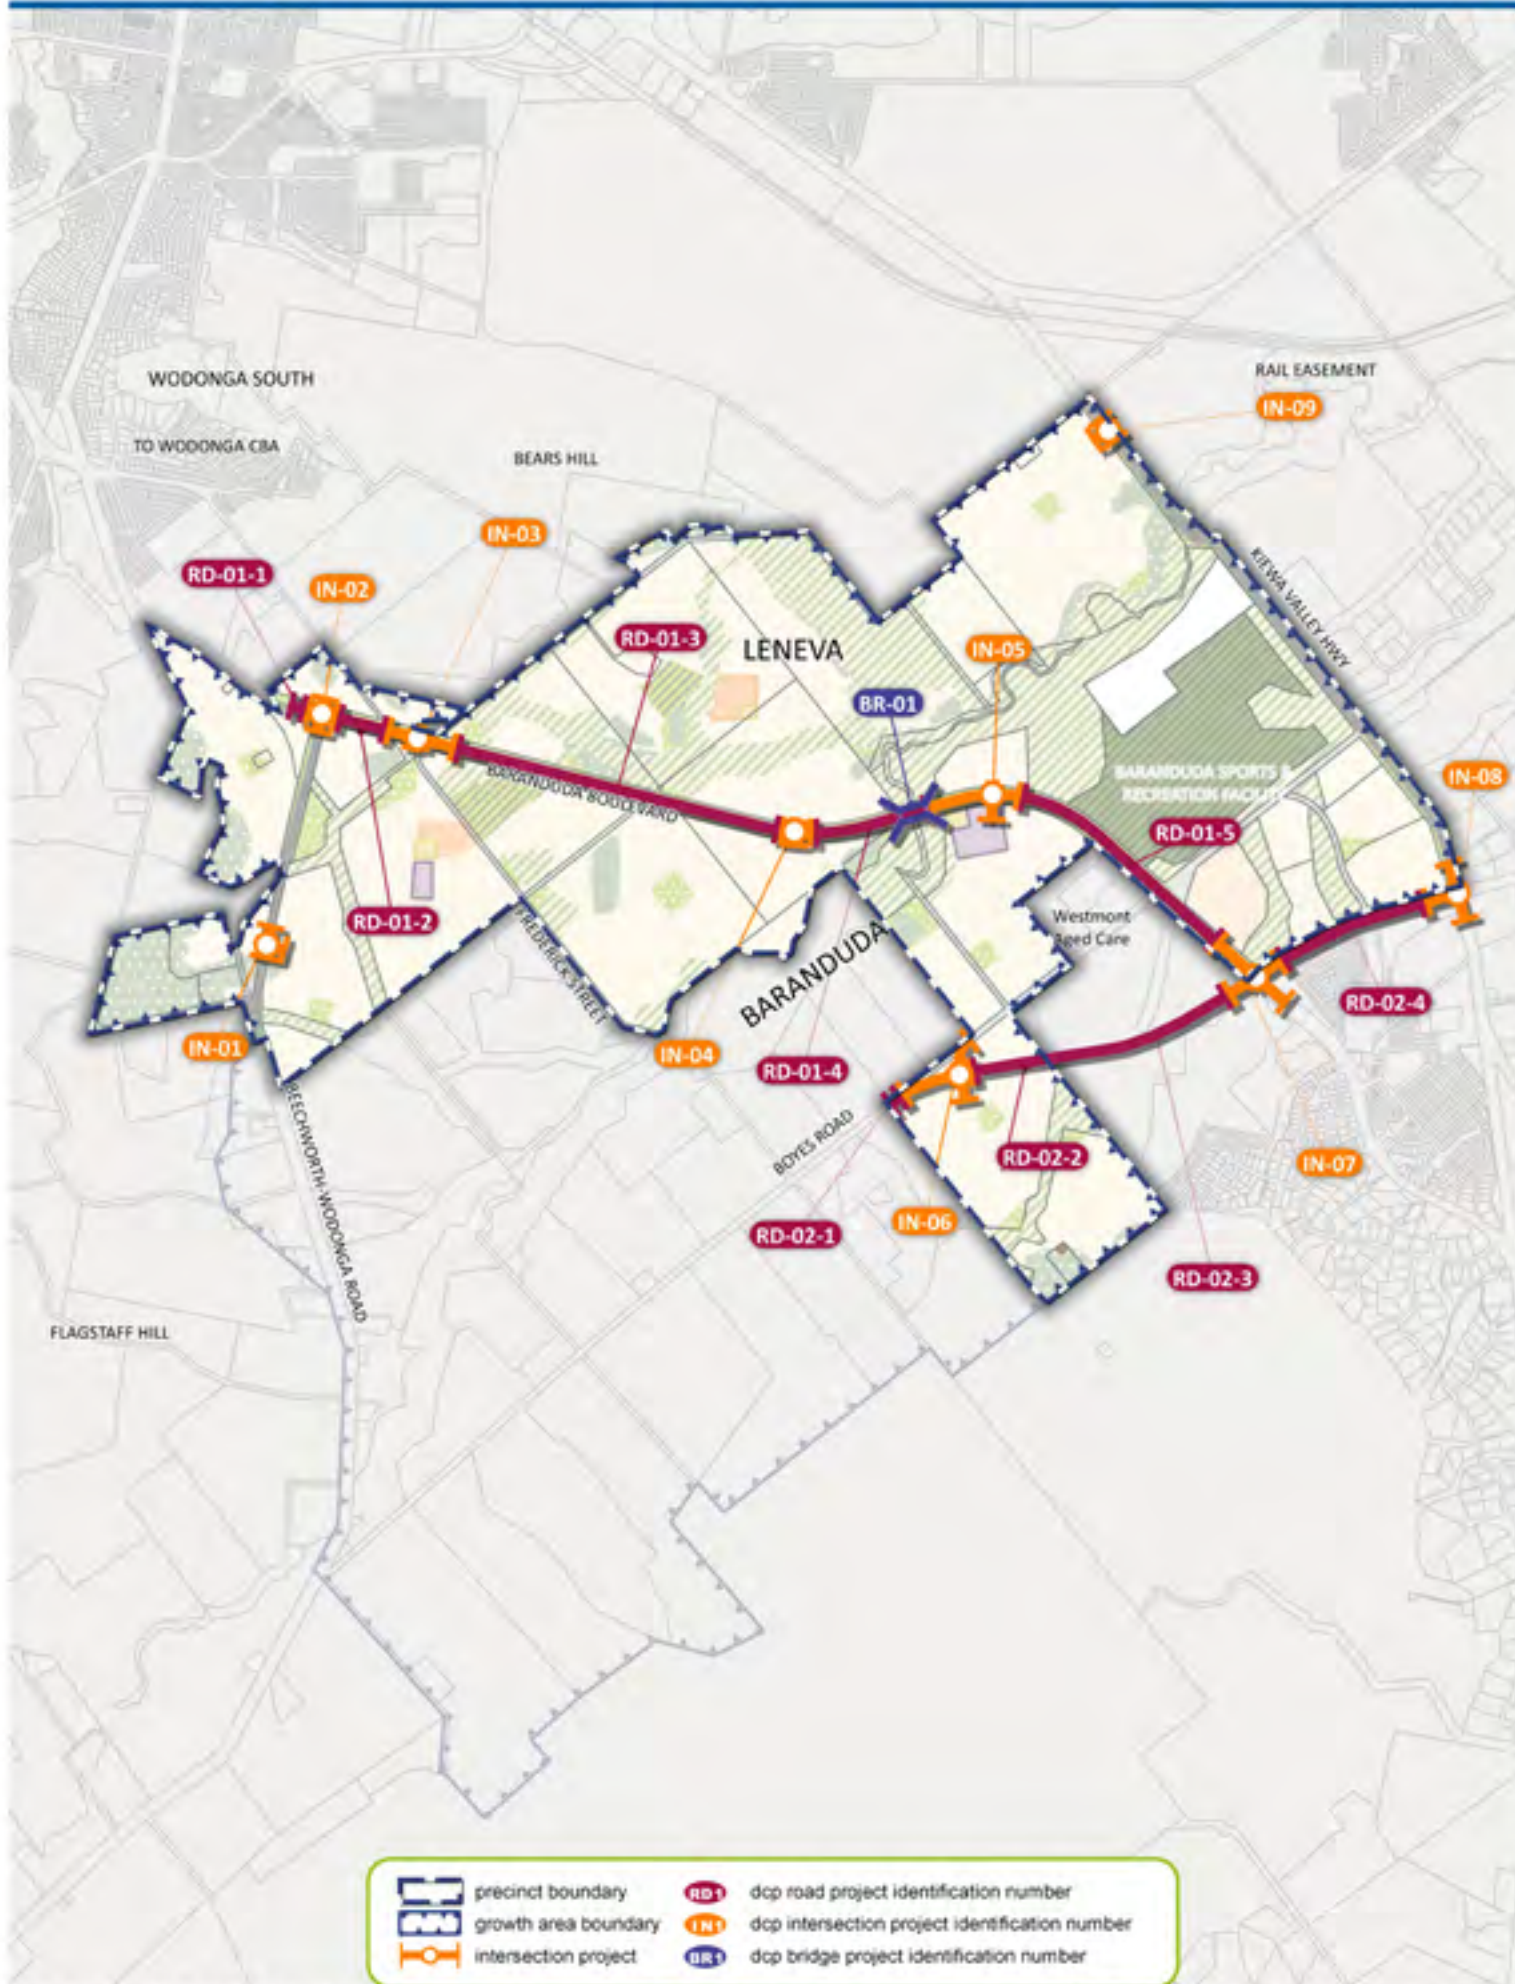 RAIL EASEMENT
WODONGA SOUTH
IN-09
TO WODONGA CBA
BEARS HILL
IN-03
RD-01-1
IN-02
KIEWA VALLEY HWY
RD-01-3
LENEVA
IN-05
BR-01
BARANDUDA BOULEVARD
BARANDUDA SPORTS &
RECREATION FACILITY
IN-08
RD-01-5
RD-01-2
Westmont
Aged Care
FREDERICK STREET
BARANDUDA
RD-02-4
IN-01
IN-04
RD-01-4
BEECHWORTH-WODONGA ROAD
BOYES ROAD
RD-02-2
IN-07
IN-06
RD-02-1
RD-02-3
FLAGSTAFF HILL
precinct boundary
RD1 dcp road project identification number
growth area boundary
IN1 dcp intersection project identification number
intersection project
BR1 dcp bridge project identification number